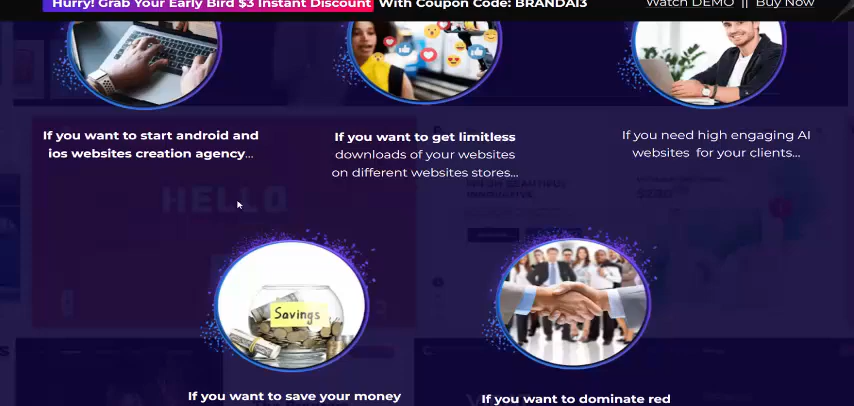 Hurry! Grab Your Early Bird $3 Instant Discount With Coupon Code: BRANDAI3
Watch DEMO || Buy Now
If you want to start android and
ios websites creation agency...
If you want to get limitless
downloads of your websites
on different websites stores...
If you need high engaging AI
websites for your clients...
HELLO
Savings
If you want to save your money
If you want to dominate red